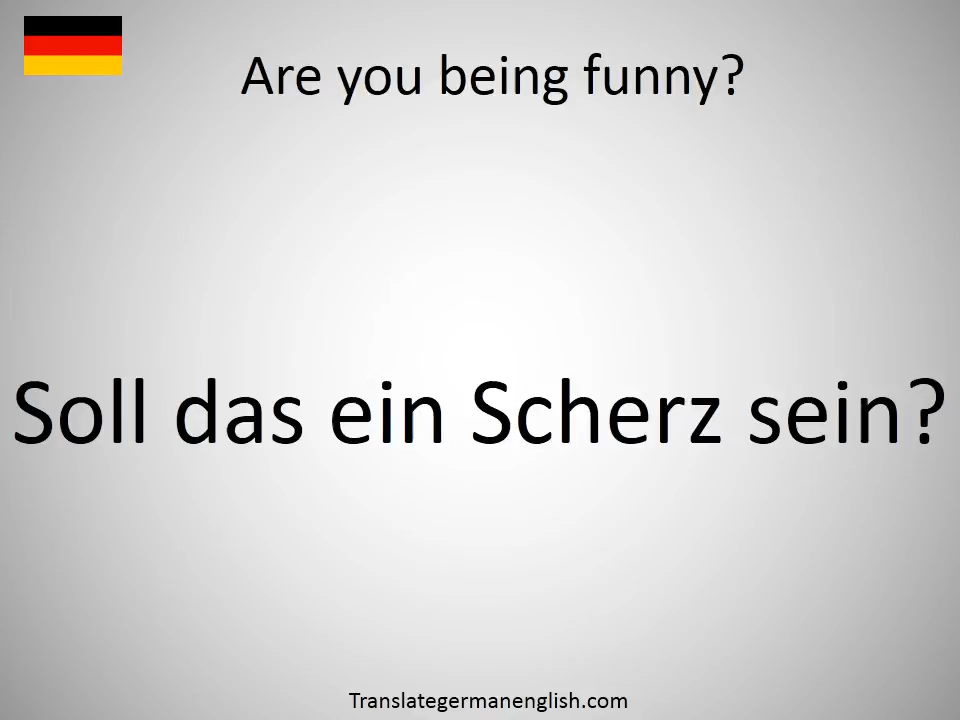 Are you being funny?
Soll das ein Scherz sein?
Translategermanenglish.com